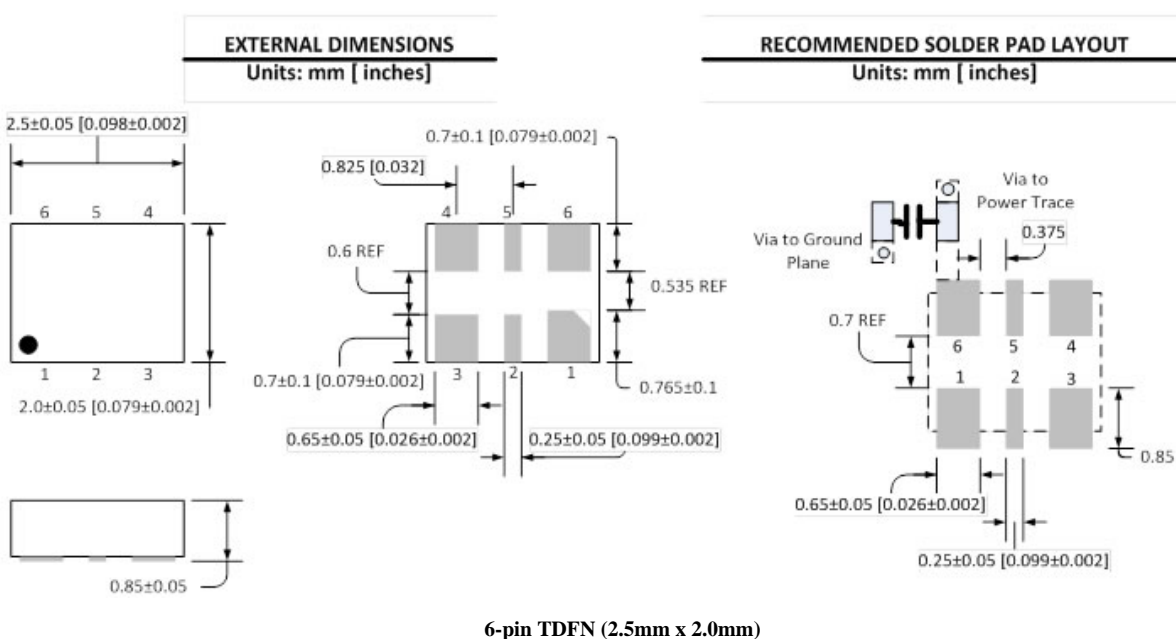 EXTERNAL DIMENSIONS
Units: mm [ inches]
RECOMMENDED SOLDER PAD LAYOUT
Units: mm [ inches]
2.5±0.05 [0.098±0.002]
6 5 4
1 2 3
2.0±0.05 [0.079±0.002]
0.85±0.05
0.7±0.1 [0.079±0.002]
0.825 [0.032]
4 5 6
0.6 REF
0.535 REF
0.7±0.1 [0.079±0.002]
3 2 1
0.765±0.1
0.65±0.05 [0.026±0.002]
0.25±0.05 [0.099±0.002]
Via to
Power Trace
Via to Ground
Plane
0.375
0.7 REF
6 5 4
1 2 3
0.85
0.65±0.05 [0.026±0.002]
0.25±0.05 [0.099±0.002]
6-pin TDFN (2.5mm x 2.0mm)